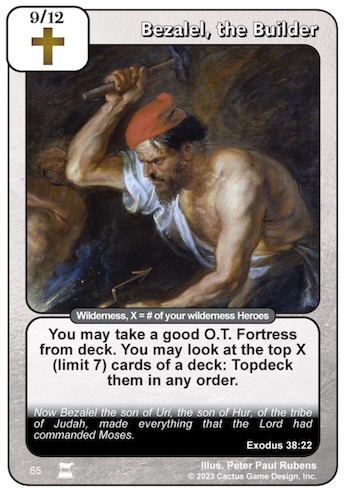 9/12
Bezalel, the Builder
Wilderness, X = # of your wilderness Heroes
You may take a good O.T. Fortress
from deck. You may look at the top X
(limit 7) cards of a deck: Topdeck
them in any order.
Now Bezalel the son of Uri, the son of Hur, of the tribe
of Judah, made everything that the Lord had
commanded Moses.
Exodus 38:22
65
Illus. Peter Paul Rubens
© 2023 Cactus Game Design, Inc.